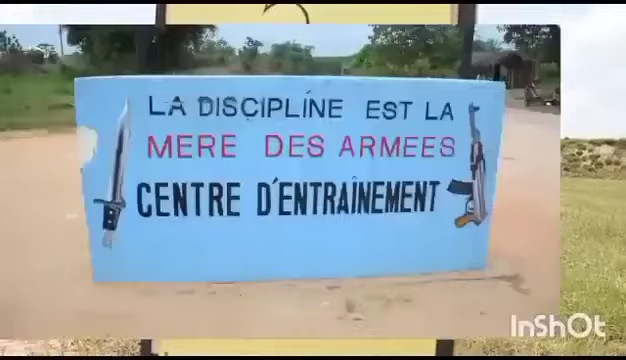 LA DISCIPLINE EST LA
MERE DES ARMEES
CENTRE D'ENTRAÎNEMENT
InShOt